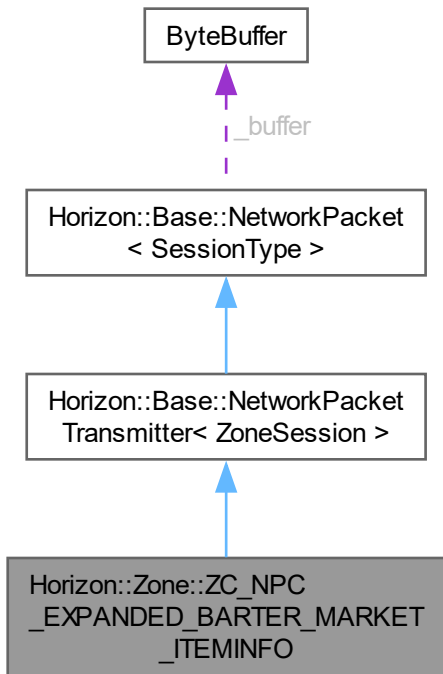 ByteBuffer
_buffer
Horizon::Base::NetworkPacket
< SessionType >
Horizon::Base::NetworkPacket
Transmitter< ZoneSession >
Horizon::Zone::ZC_NPC
_EXPANDED_BARTER_MARKET
_ITEMINFO